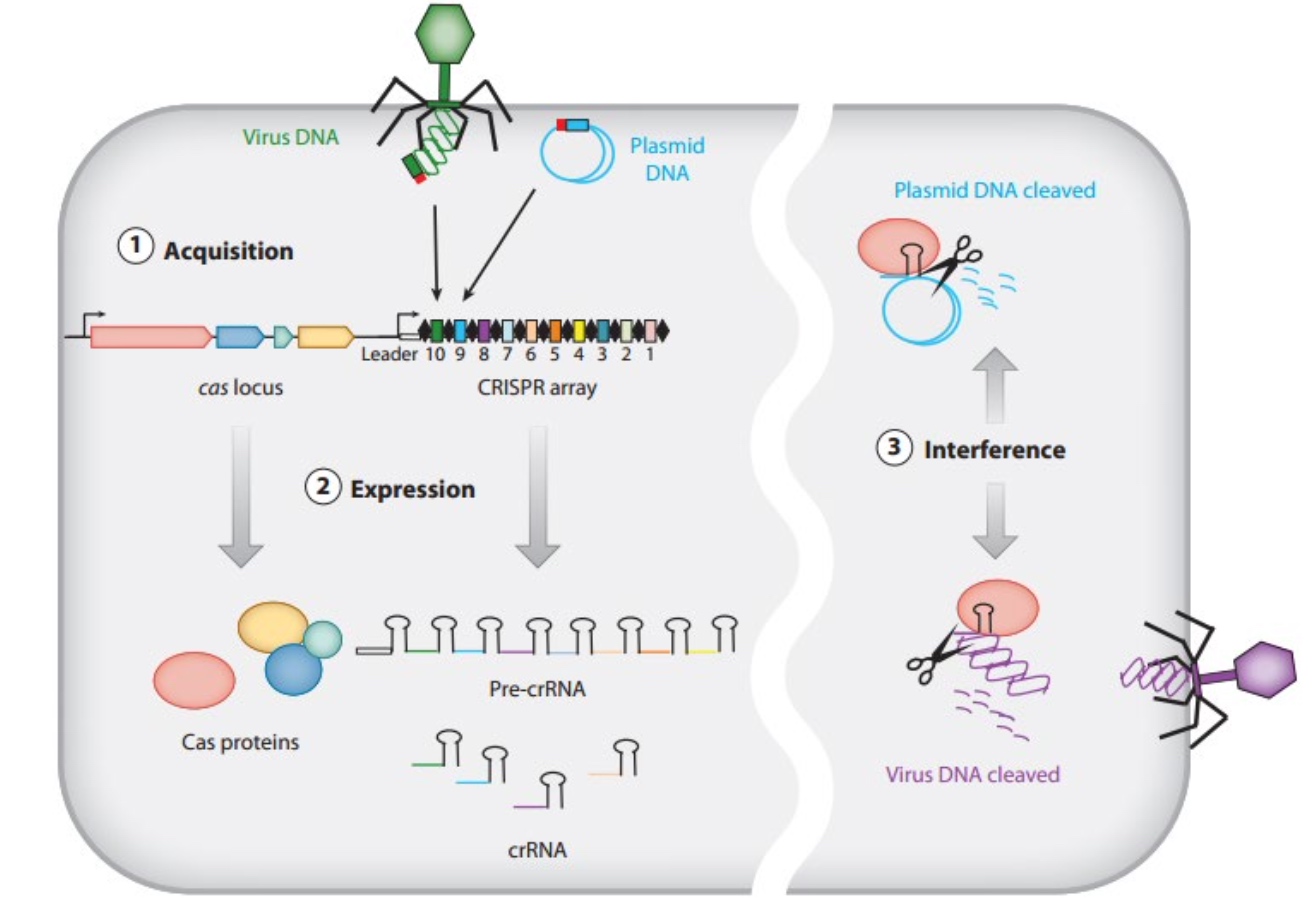 Virus DNA
Plasmid
DNA
Plasmid DNA cleaved
1 Acquisition
Leader 10 9 8 7 6 5 4 3 2 1
cas locus
CRISPR array
2 Expression
3 Interference
Pre-crRNA
Cas proteins
crRNA
Virus DNA cleaved